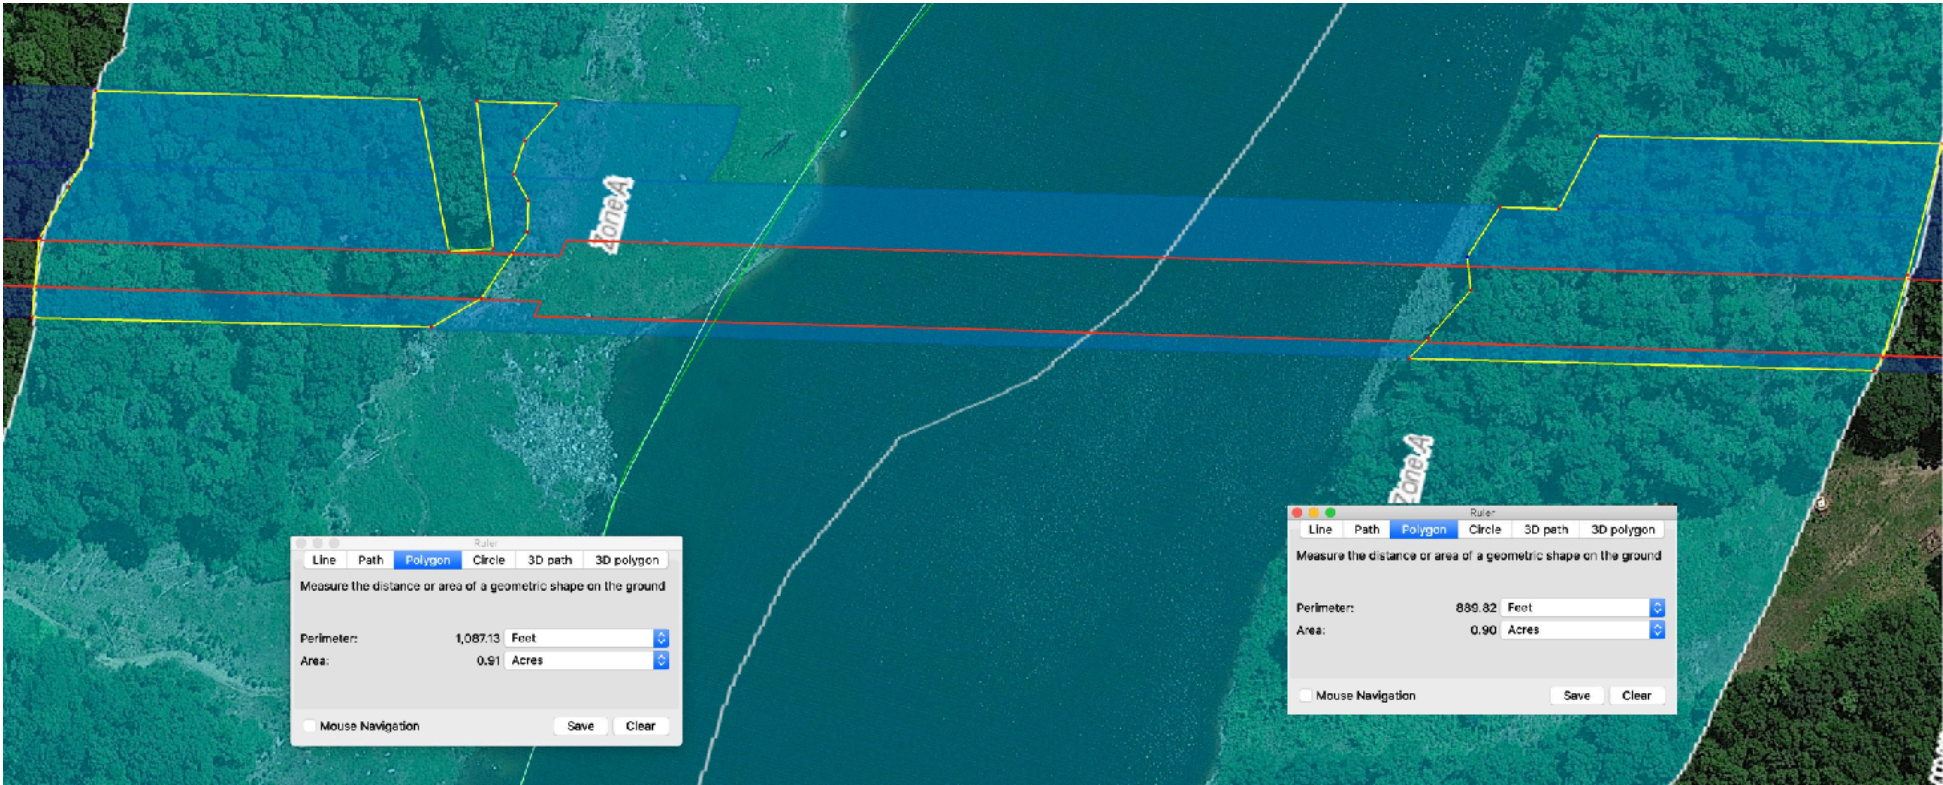 Zone A
Zone A
Ruler
Line Path Polygon Circle 3D path 3D polygon
Measure the distance or area of a geometric shape on the ground
Perimeter: 1,087.13 Feet
Area: 0.91 Acres
Mouse Navigation Save Clear
Ruler
Line Path Polygon Circle 3D path 3D polygon
Measure the distance or area of a geometric shape on the ground
Perimeter: 889.82 Feet
Area: 0.90 Acres
Mouse Navigation Save Clear